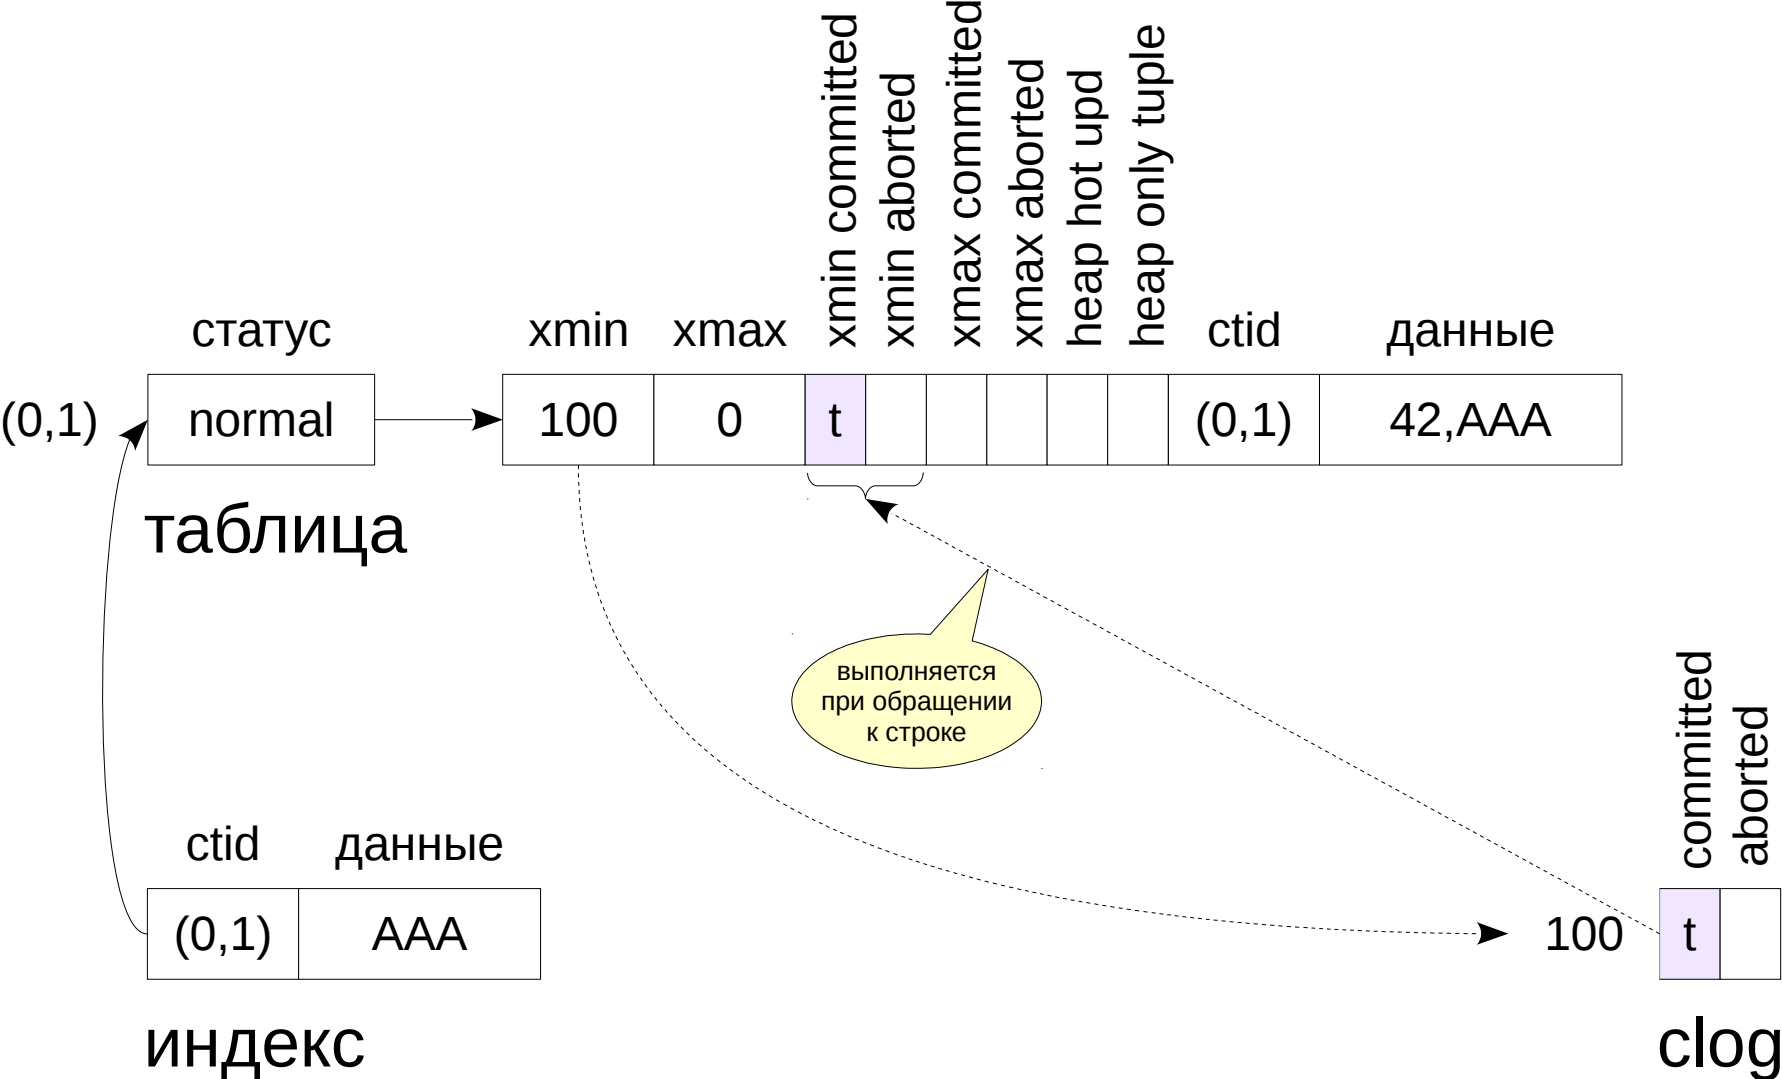 xmin committed
xmin aborted
xmax committed
xmax aborted
heap hot upd
heap only tuple
статус
xmin
xmax
ctid
данные
(0,1)
normal
100
0
t
(0,1)
42,AAA
таблица
выполняется
при обращении
к строке
committed
aborted
ctid
данные
(0,1)
AAA
100
t
индекс
clog